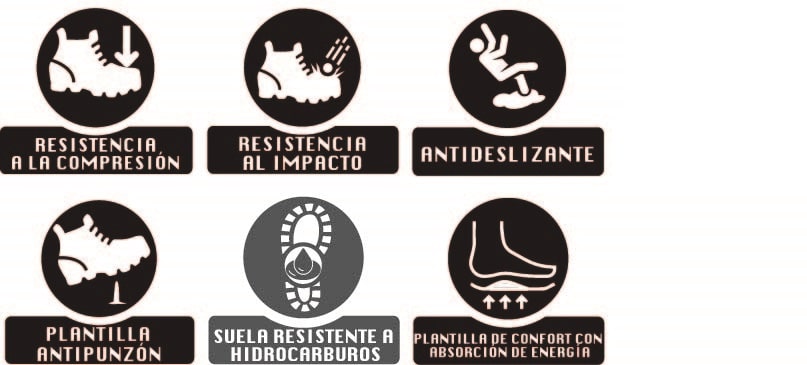 RESISTENCIA
A LA COMPRESIÓN
RESISTENCIA
AL IMPACTO
ANTIDESLIZANTE
PLANTILLA
ANTIPUNZÓN
SUELA RESISTENTE A
HIDROCARBUROS
PLANTILLA DE CONFORT CON
ABSORCIÓN DE ENERGÍA